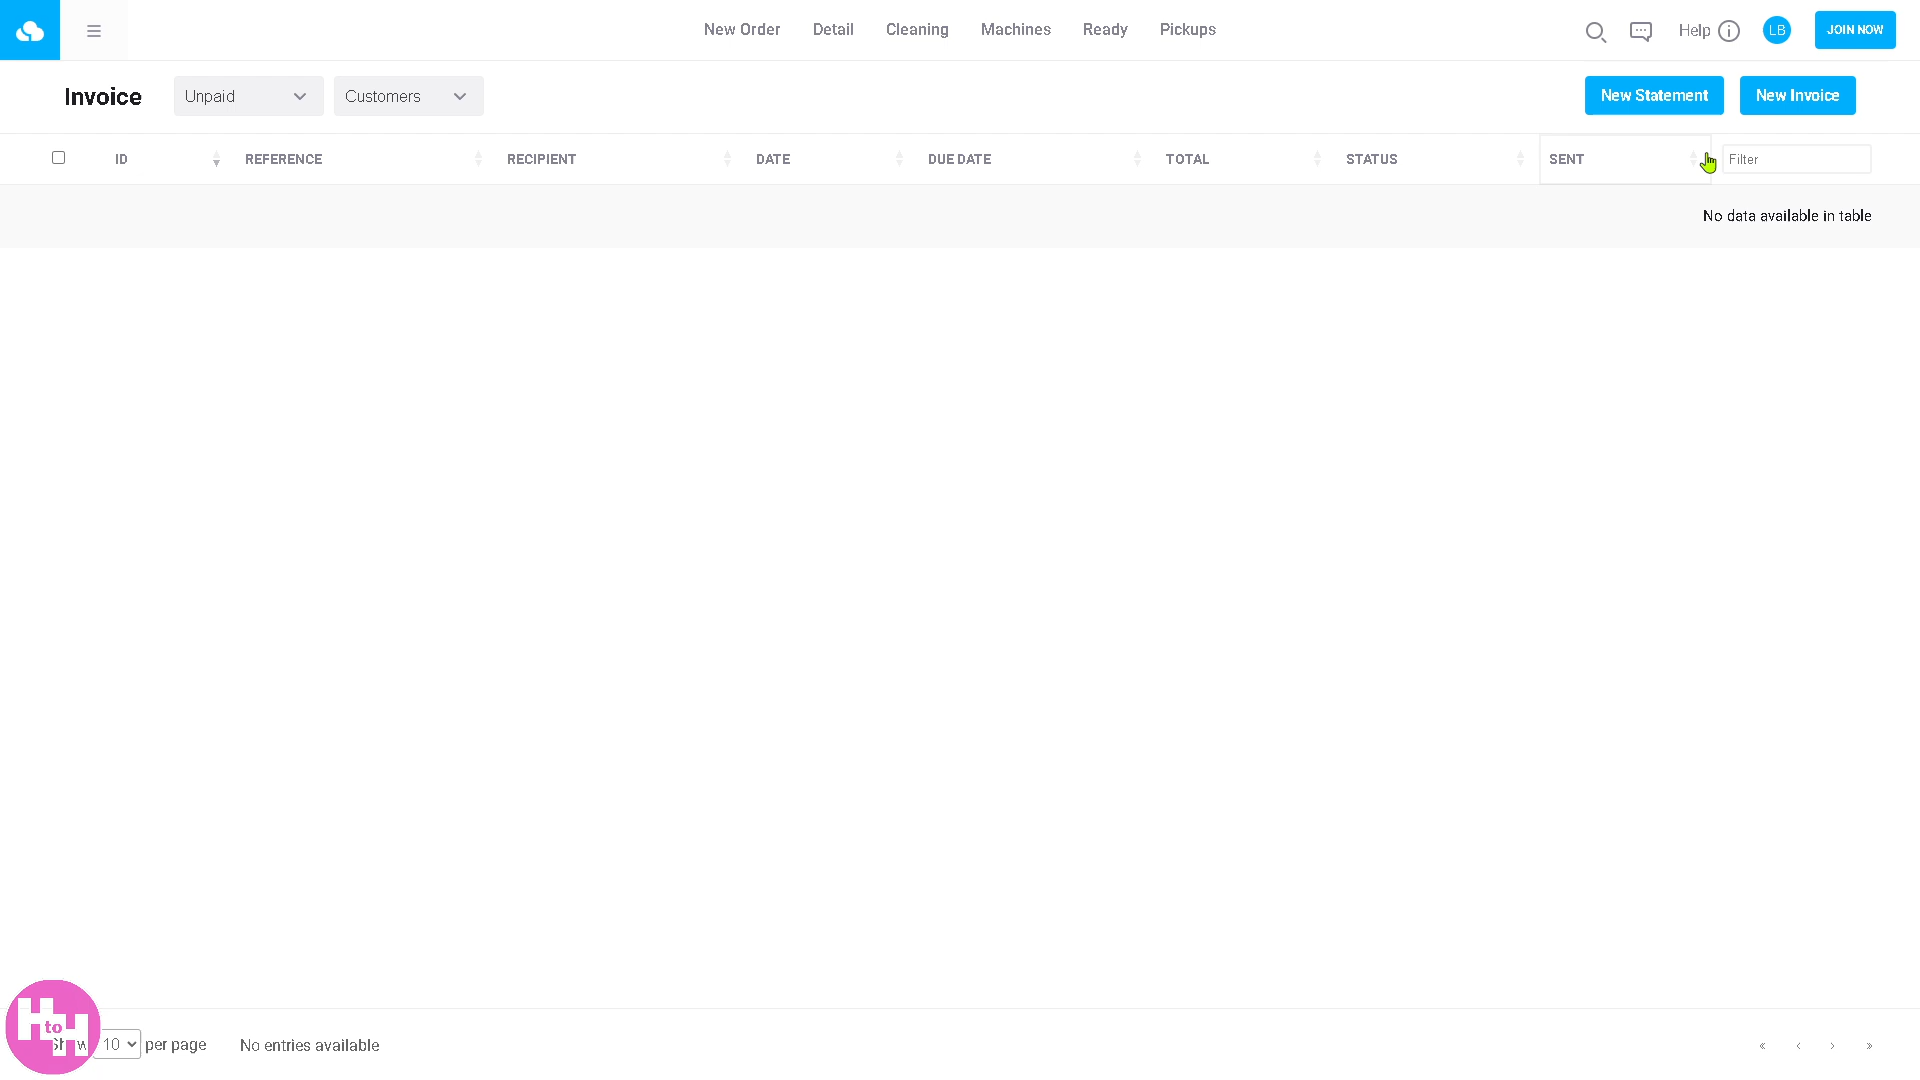 New Order Detail Cleaning Machines Ready Pickups Help LB JOIN NOW
Invoice Unpaid Customers New Statement New Invoice
ID REFERENCE RECIPIENT DATE DUE DATE TOTAL STATUS SENT Filter
No data available in table
H to H
Show 10 per page No entries available « ‹ › »